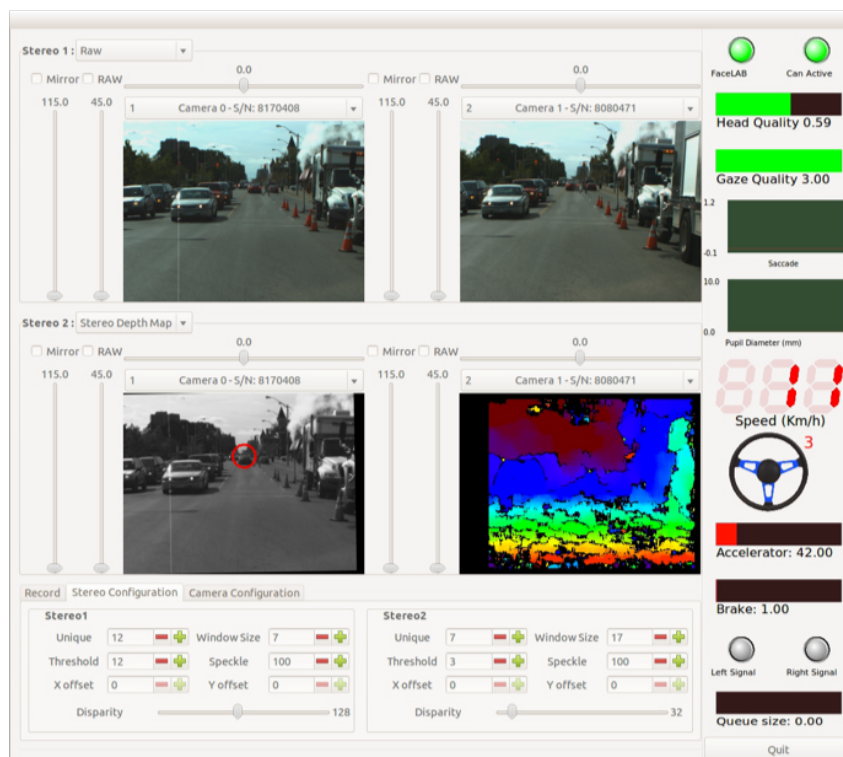 Stereo 1 : Raw
Mirror RAW 0.0 Mirror RAW 0.0
115.0 45.0 1 Camera 0 - S/N: 8170408 115.0 45.0 2 Camera 1 - S/N: 8080471
Stereo 2 : Stereo Depth Map
Mirror RAW 0.0 Mirror RAW 0.0
115.0 45.0 1 Camera 0 - S/N: 8170408 115.0 45.0 2 Camera 1 - S/N: 8080471
Record Stereo Configuration Camera Configuration
Stereo1
Unique 12 Window Size 7
Threshold 12 Speckle 100
X offset 0 Y offset 0
Disparity 128
Stereo2
Unique 7 Window Size 17
Threshold 3 Speckle 100
X offset 0 Y offset 0
Disparity 32
FaceLAB Can Active
Head Quality 0.59
Gaze Quality 3.00
1.2
-0.1
Saccade
10.0
0.0
Pupil Diameter (mm)
11
Speed (Km/h)
3
Accelerator: 42.00
Brake: 1.00
Left Signal Right Signal
Queue size: 0.00
Quit